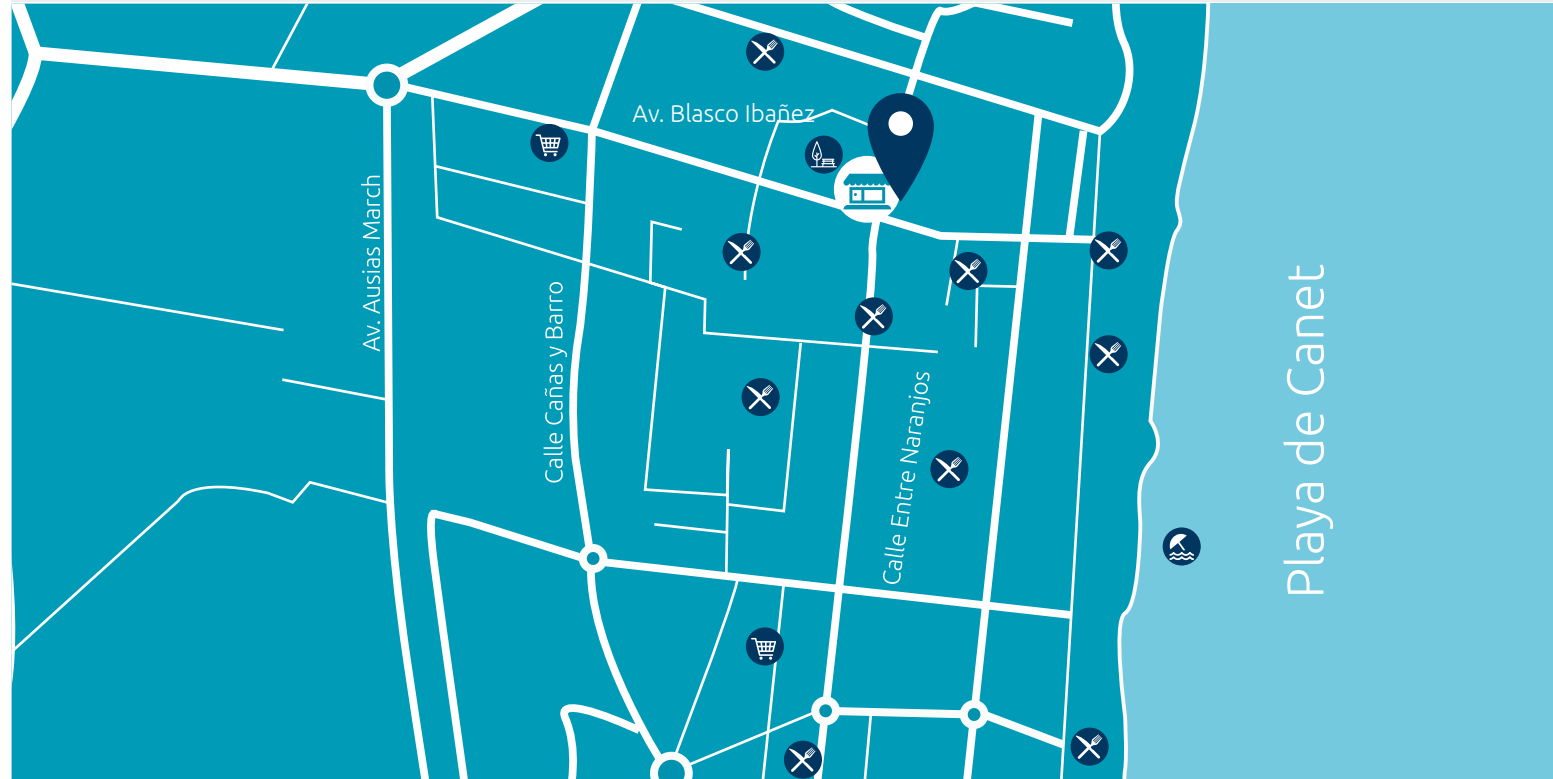 Av. Blasco Ibañez
Av. Ausias March
Calle Cañas y Barro
Calle Entre Naranjos
Playa de Canet